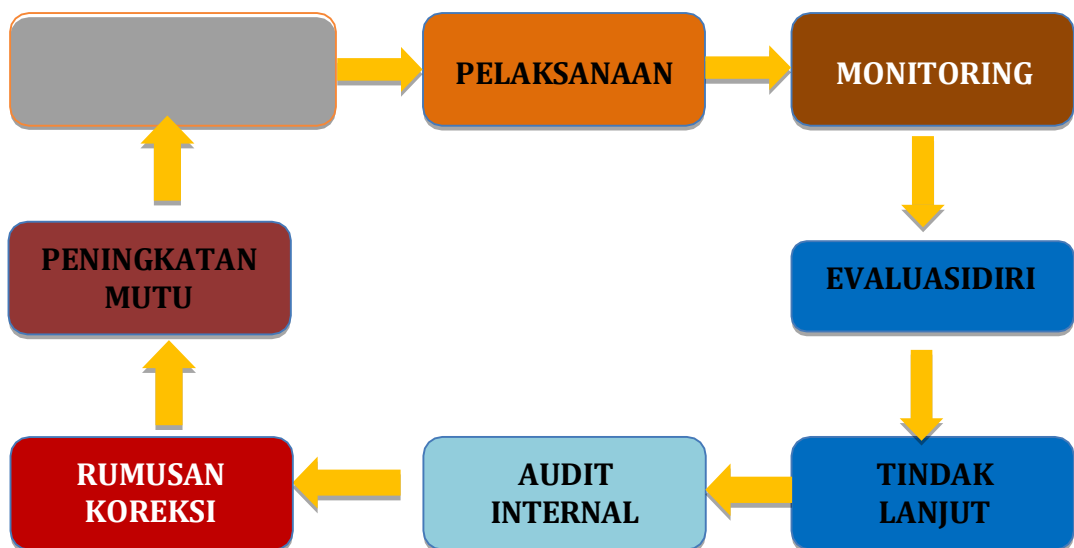 PELAKSANAAN
MONITORING
EVALUASIDIRI
TINDAK
LANJUT
AUDIT
INTERNAL
RUMUSAN
KOREKSI
PENINGKATAN
MUTU